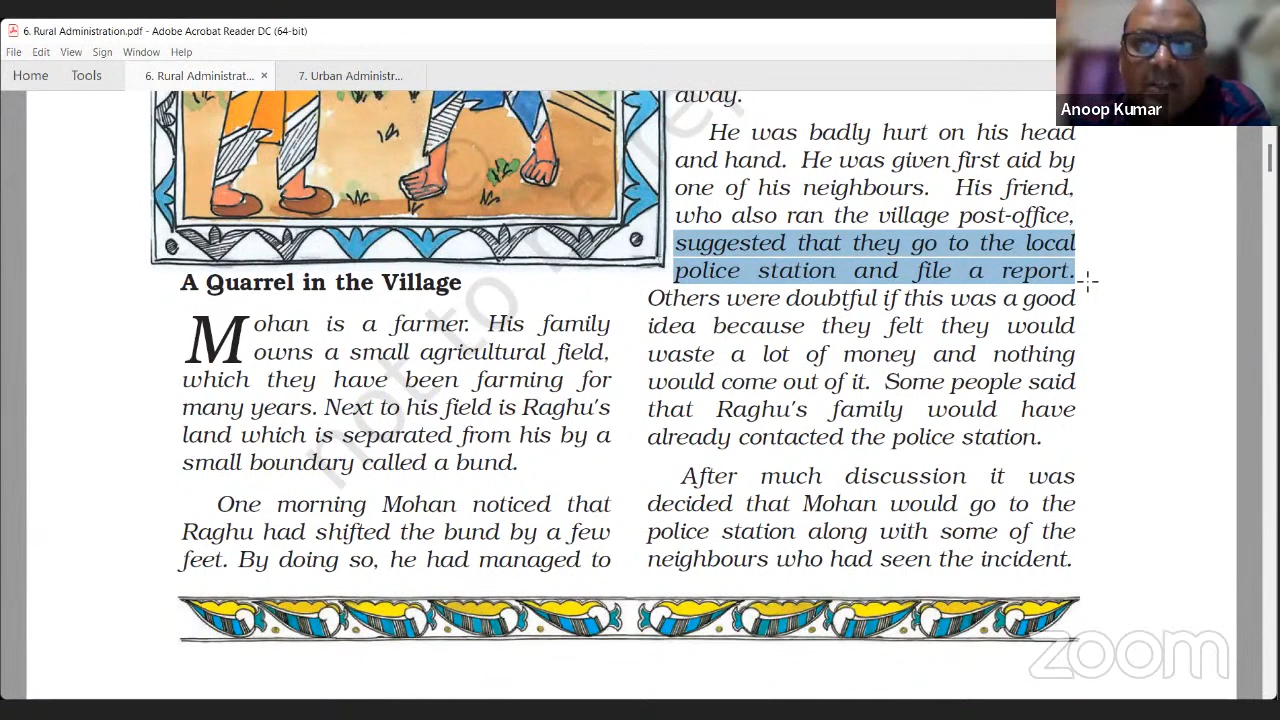 6. Rural Administration.pdf - Adobe Acrobat Reader DC (64-bit)
File Edit View Sign Window Help
Home Tools 6. Rural Administrat... × 7. Urban Administr...
Anoop Kumar
A Quarrel in the Village
Mohan is a farmer. His family
owns a small agricultural field,
which they have been farming for
many years. Next to his field is Raghu's
land which is separated from his by a
small boundary called a bund.
One morning Mohan noticed that
Raghu had shifted the bund by a few
feet. By doing so, he had managed to
away.
He was badly hurt on his head
and hand. He was given first aid by
one of his neighbours. His friend,
who also ran the village post-office,
suggested that they go to the local
police station and file a report.
Others were doubtful if this was a good
idea because they felt they would
waste a lot of money and nothing
would come out of it. Some people said
that Raghu's family would have
already contacted the police station.
After much discussion it was
decided that Mohan would go to the
police station along with some of the
neighbours who had seen the incident.
not to be re
zoom